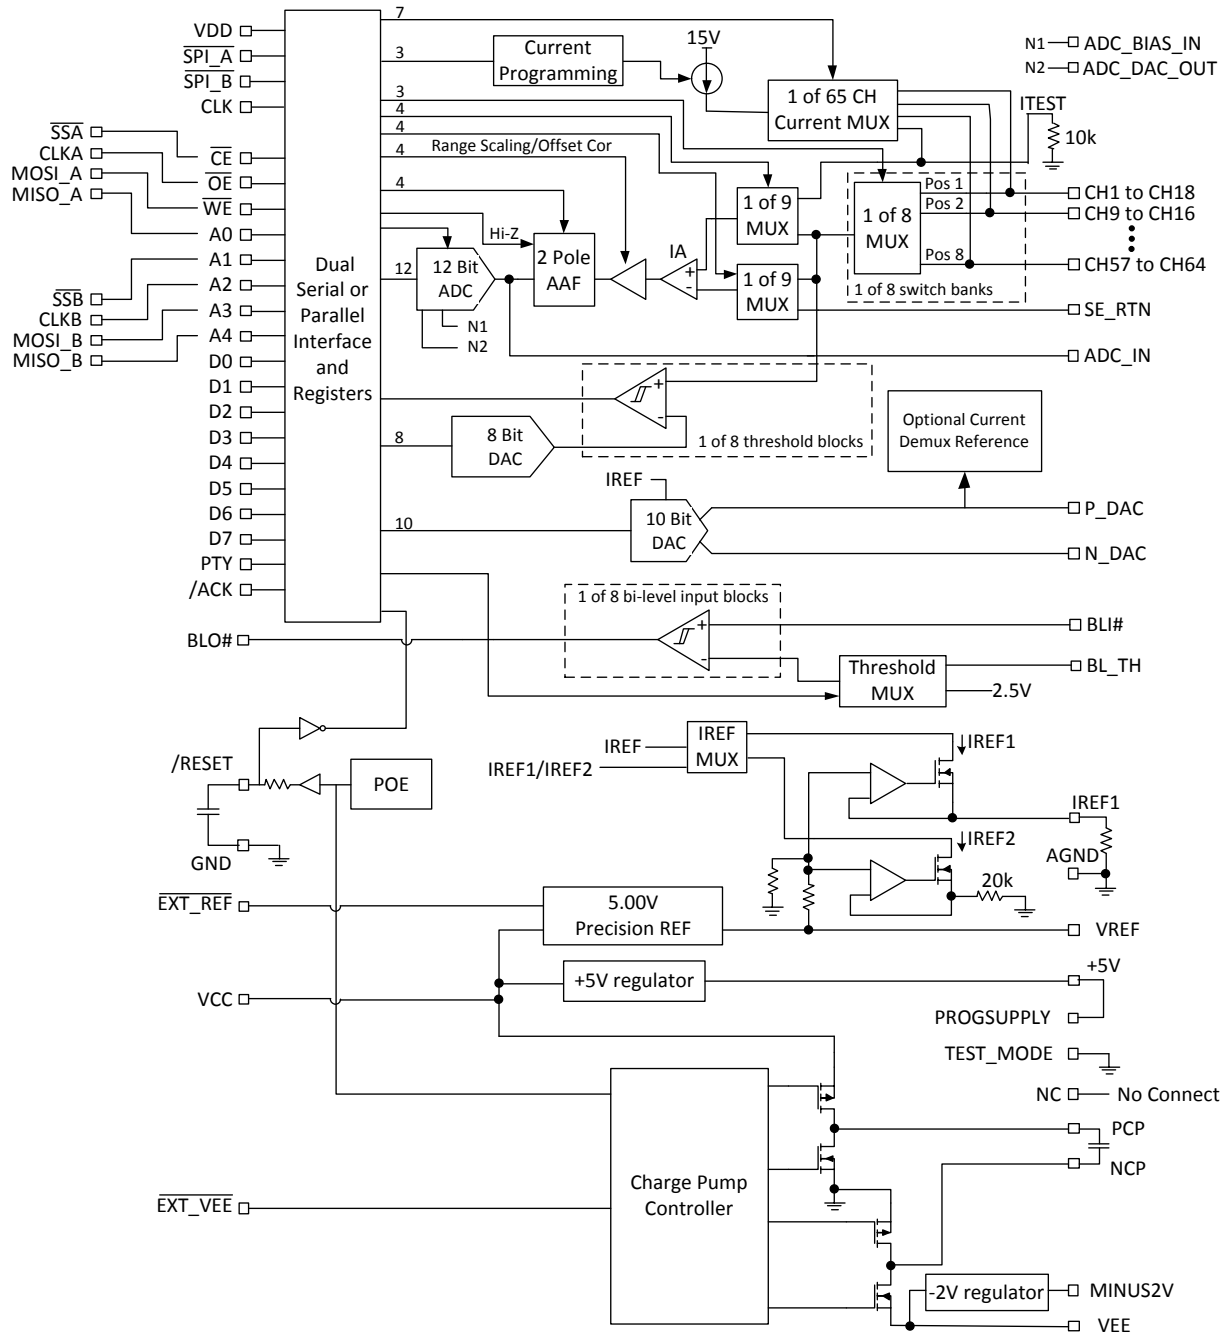 VDD
SPI_A
SPI_B
CLK
SSA
CLKA
MOSI_A
MISO_A
CE
OE
WE
A0
A1
A2
A3
A4
SSB
CLKB
MOSI_B
MISO_B
D0
D1
D2
D3
D4
D5
D6
D7
PTY
/ACK
BLO#
Dual
Serial or
Parallel
Interface
and
Registers
7
3
3
4
4
4
4
12
8
10
Current
Programming
15V
1 of 65 CH
Current MUX
N1
ADC_BIAS_IN
N2
ADC_DAC_OUT
ITEST
10k
Range Scaling/Offset Cor
Hi-Z
12 Bit
ADC
N1
N2
2 Pole
AAF
IA
+
-
1 of 9
MUX
1 of 9
MUX
1 of 8
MUX
Pos 1
Pos 2
Pos 8
1 of 8 switch banks
CH1 to CH18
CH9 to CH16
CH57 to CH64
SE_RTN
ADC_IN
+
-
1 of 8 threshold blocks
8 Bit
DAC
Optional Current
Demux Reference
IREF
10 Bit
DAC
P_DAC
N_DAC
1 of 8 bi-level input blocks
+
-
BLI#
BL_TH
Threshold
MUX
2.5V
/RESET
GND
POE
IREF
IREF1/IREF2
IREF
MUX
IREF1
IREF2
IREF1
AGND
20k
EXT_REF
5.00V
Precision REF
VREF
+5V regulator
+5V
VCC
PROGSUPPLY
TEST_MODE
NC
No Connect
PCP
NCP
Charge Pump
Controller
EXT_VEE
-2V regulator
MINUS2V
VEE